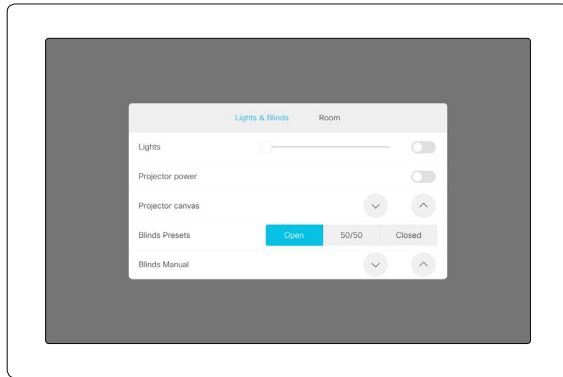 Lights & Blinds Room
Lights
Projector power
Projector canvas
Blinds Presets Open 50/50 Closed
Blinds Manual